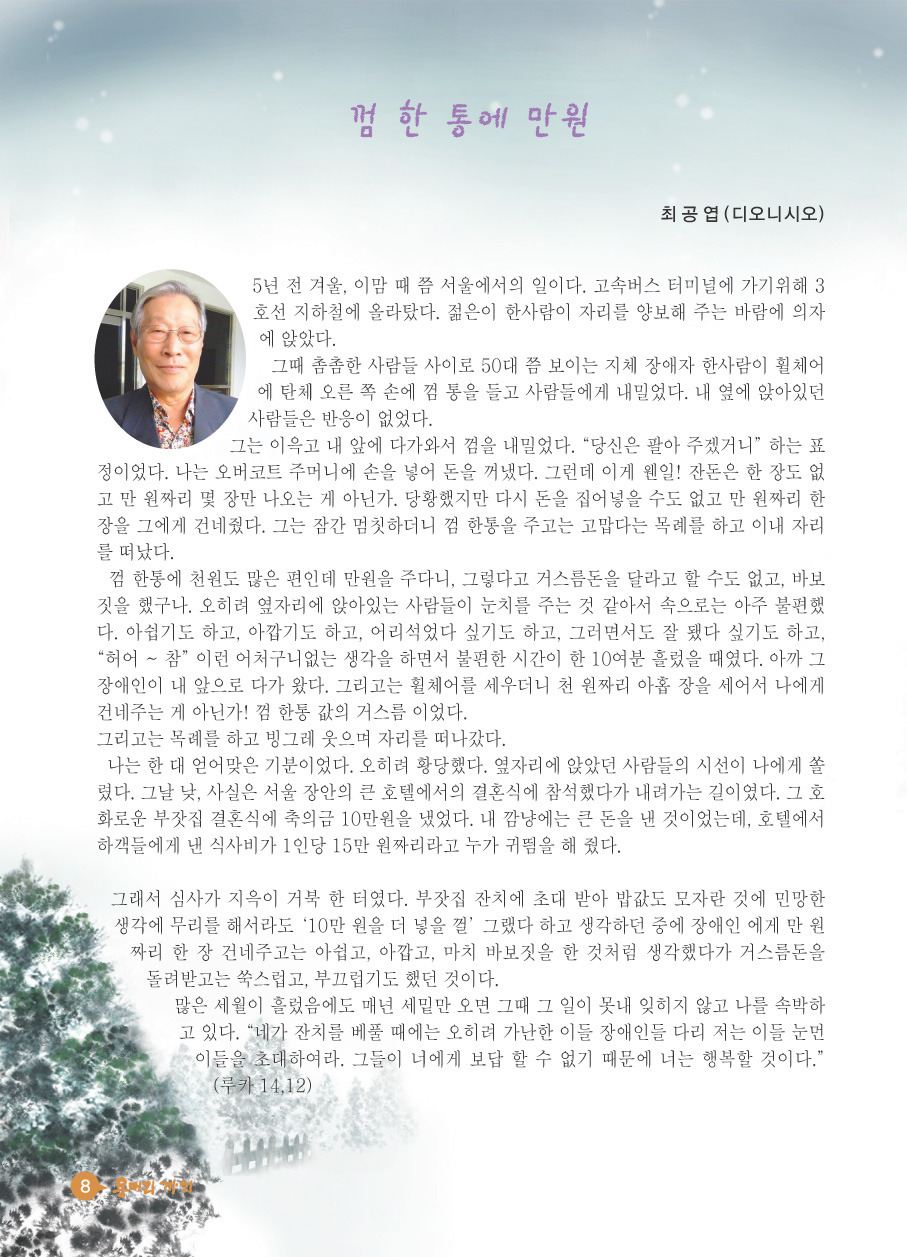 껌 한 통에 만원
최 공 엽 (디오니시오)
5년 전 겨울, 이맘 때 쯤 서울에서의 일이다. 고속버스 터미널에 가기위해 3
호선 지하철에 올라탔다. 젊은이 한사람이 자리를 양보해 주는 바람에 의자
에 앉았다.
그때 촘촘한 사람들 사이로 50대 쯤 보이는 지체 장애자 한사람이 휠체어
에 탄체 오른 쪽 손에 껌 통을 들고 사람들에게 내밀었다. 내 옆에 앉아있던
사람들은 반응이 없었다.
그는 이윽고 내 앞에 다가와서 껌을 내밀었다. “당신은 팔아 주겠거니” 하는 표
정이었다. 나는 오버코트 주머니에 손을 넣어 돈을 꺼냈다. 그런데 이게 웬일! 잔돈은 한 장도 없
고 만 원짜리 몇 장만 나오는 게 아닌가. 당황했지만 다시 돈을 집어넣을 수도 없고 만 원짜리 한
장을 그에게 건네줬다. 그는 잠간 멈칫하더니 껌 한통을 주고는 고맙다는 목례를 하고 이내 자리
를 떠났다.
껌 한통에 천원도 많은 편인데 만원을 주다니, 그렇다고 거스름돈을 달라고 할 수도 없고, 바보
짓을 했구나. 오히려 옆자리에 앉아있는 사람들이 눈치를 주는 것 같아서 속으로는 아주 불편했
다. 아쉽기도 하고, 아깝기도 하고, 어리석었다 싶기도 하고, 그러면서도 잘 됐다 싶기도 하고,
“허어 ~ 참” 이런 어처구니없는 생각을 하면서 불편한 시간이 한 10여분 흘렀을 때였다. 아까 그
장애인이 내 앞으로 다가 왔다. 그리고는 휠체어를 세우더니 천 원짜리 아홉 장을 세어서 나에게
건네주는 게 아닌가! 껌 한통 값의 거스름 이었다.
그리고는 목례를 하고 빙그레 웃으며 자리를 떠나갔다.
나는 한 대 얻어맞은 기분이었다. 오히려 황당했다. 옆자리에 앉았던 사람들의 시선이 나에게 쏠
렸다. 그날 낮, 사실은 서울 장안의 큰 호텔에서의 결혼식에 참석했다가 내려가는 길이였다. 그 호
화로운 부잣집 결혼식에 축의금 10만원을 냈었다. 내 깜냥에는 큰 돈을 낸 것이었는데, 호텔에서
하객들에게 낸 식사비가 1인당 15만 원짜리라고 누가 귀띔을 해 줬다.
그래서 심사가 지옥이 거북 한 터였다. 부잣집 잔치에 초대 받아 밥값도 모자란 것에 민망한
생각에 무리를 해서라도 ‘10만 원을 더 넣을 껄’ 그랬다 하고 생각하던 중에 장애인 에게 만 원
짜리 한 장 건네주고는 아쉽고, 아깝고, 마치 바보짓을 한 것처럼 생각했다가 거스름돈을
돌려받고는 쑥스럽고, 부끄럽기도 했던 것이다.
많은 세월이 흘렀음에도 매년 세밑만 오면 그때 그 일이 못내 잊히지 않고 나를 속박하
고 있다. “네가 잔치를 베풀 때에는 오히려 가난한 이들 장애인들 다리 저는 이들 눈먼
이들을 초대하여라. 그들이 너에게 보답 할 수 없기 때문에 너는 행복할 것이다.”
(루카 14,12)
8